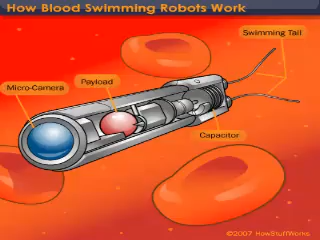 How Blood Swimming Robots Work
Swimming Tail
Payload
Micro-Camera
Capacitor
©2007 HowStuffWorks